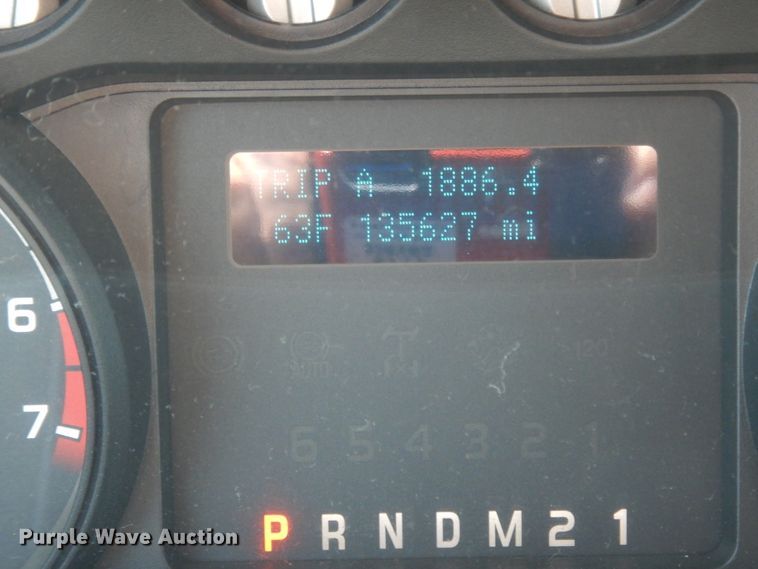 TRIP A 1886.4
63F 135627 mi
6
7
6 5 4 3 2 1
P R N D M 2 1
Purple Wave Auction®